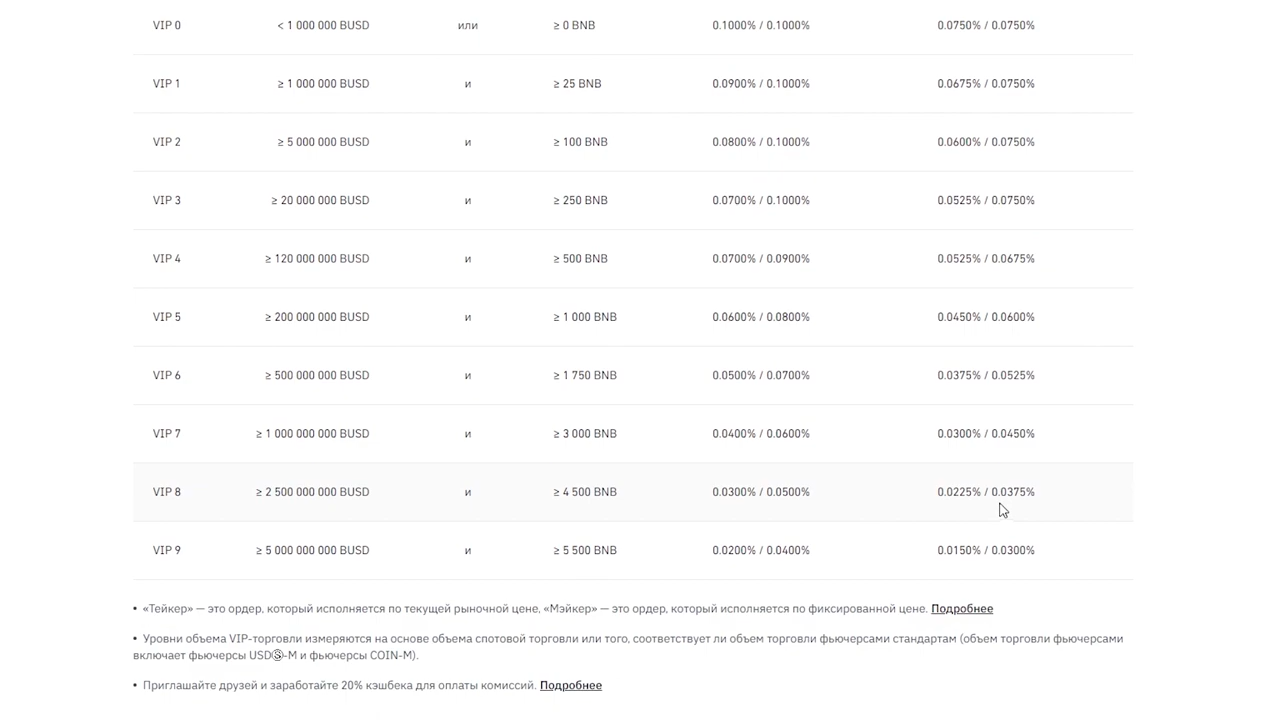 VIP 0 < 1 000 000 BUSD или ≥ 0 BNB 0.1000% / 0.1000% 0.0750% / 0.0750%
VIP 1 ≥ 1 000 000 BUSD и ≥ 25 BNB 0.0900% / 0.1000% 0.0675% / 0.0750%
VIP 2 ≥ 5 000 000 BUSD и ≥ 100 BNB 0.0800% / 0.1000% 0.0600% / 0.0750%
VIP 3 ≥ 20 000 000 BUSD и ≥ 250 BNB 0.0700% / 0.1000% 0.0525% / 0.0750%
VIP 4 ≥ 120 000 000 BUSD и ≥ 500 BNB 0.0700% / 0.0900% 0.0525% / 0.0675%
VIP 5 ≥ 200 000 000 BUSD и ≥ 1 000 BNB 0.0600% / 0.0800% 0.0450% / 0.0600%
VIP 6 ≥ 500 000 000 BUSD и ≥ 1 750 BNB 0.0500% / 0.0700% 0.0375% / 0.0525%
VIP 7 ≥ 1 000 000 000 BUSD и ≥ 3 000 BNB 0.0400% / 0.0600% 0.0300% / 0.0450%
VIP 8 ≥ 2 500 000 000 BUSD и ≥ 4 500 BNB 0.0300% / 0.0500% 0.0225% / 0.0375%
VIP 9 ≥ 5 000 000 000 BUSD и ≥ 5 500 BNB 0.0200% / 0.0400% 0.0150% / 0.0300%
• «Тейкер» — это ордер, который исполняется по текущей рыночной цене, «Мэйкер» — это ордер, который исполняется по фиксированной цене. Подробнее
• Уровни объема VIP-торговли измеряются на основе объема спотовой торговли или того, соответствует ли объем торговли фьючерсами стандартам (объем торговли фьючерсами
включает фьючерсы USDⓈ-M и фьючерсы COIN-M).
• Приглашайте друзей и заработайте 20% кэшбека для оплаты комиссий. Подробнее